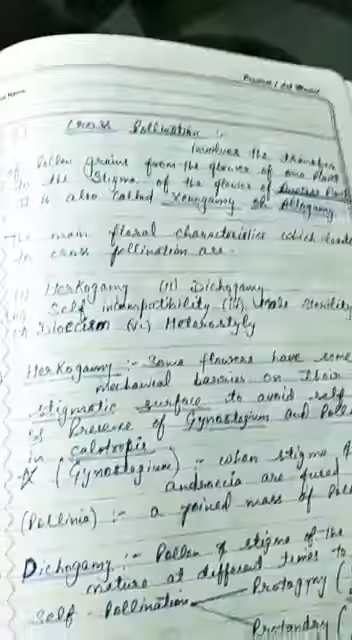 Cross Pollination :-
Involves the transfer
of Pollen grains from the flower of one Plant
to the Stigma of the flower of Another Plant
It is also called Xenogamy or Allogamy
The main floral characteristics which leads
to cross pollination are -
(i) Herkogamy (ii) Dichogamy
Self incompatibility (iv) Male sterility
(v) Dioecism (vi) Heterostyly
Herkogamy :- Some flowers have some
mechanical barriers on their
stigmatic surface to avoid self
Presence of Gynostegium and Poll
in calotropis
(Gynostegium) :- when stigma
androecia are fused
(Pollinia) :- a joined mass of Poll
Dichogamy :- Pollen & stigma of the
mature at different times to
Self - Pollination Protogyny (
Protandry (